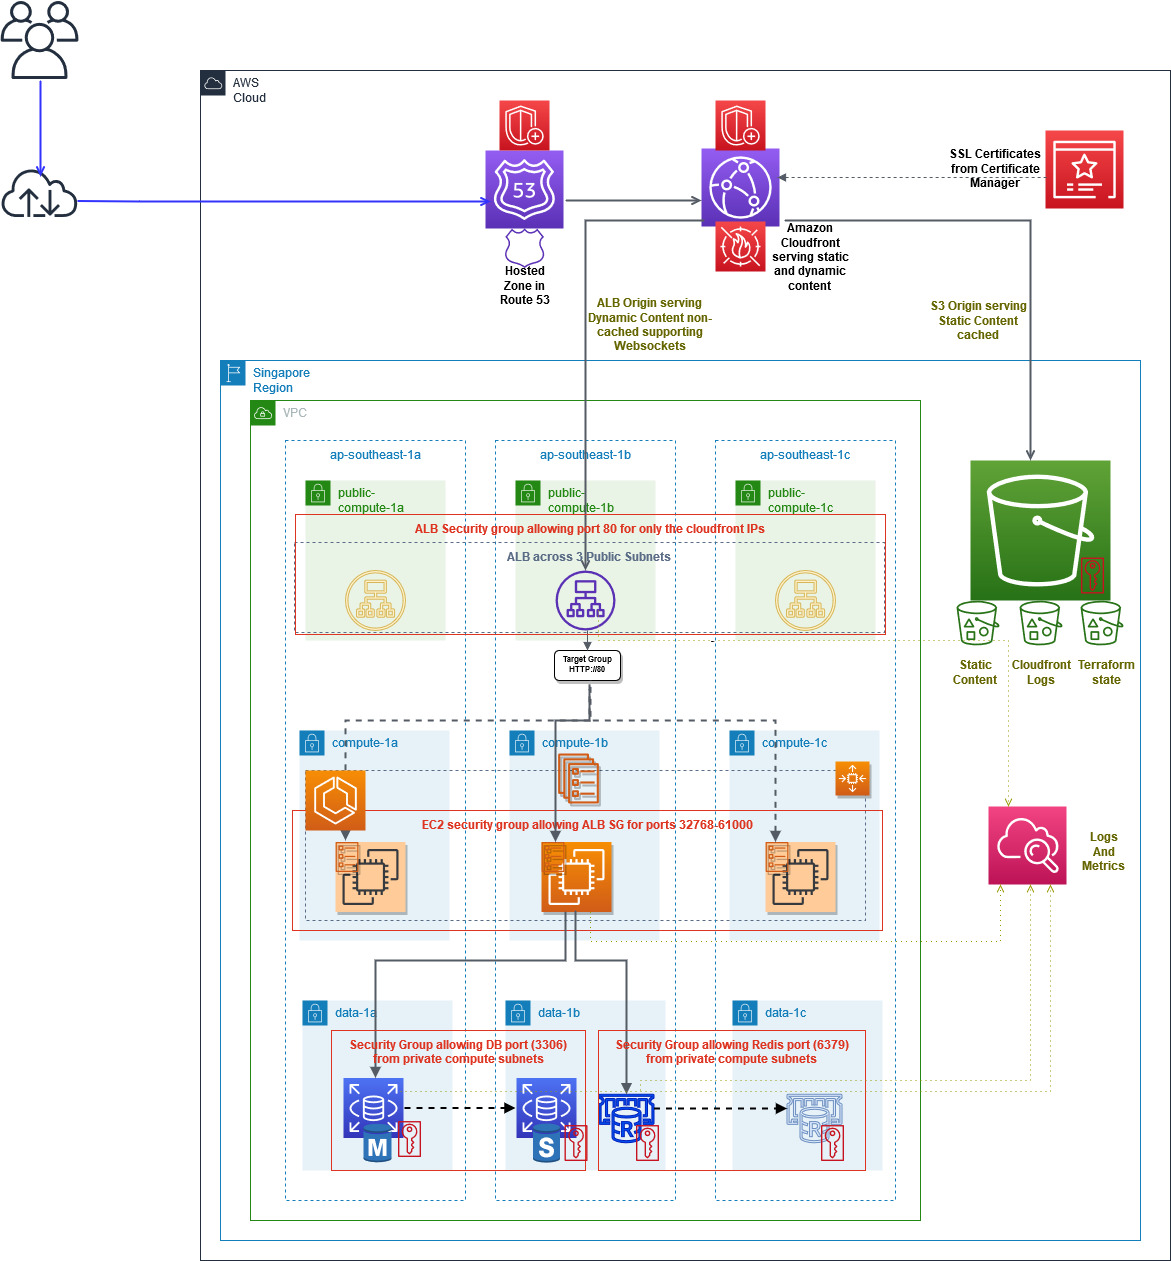 AWS
Cloud
53
SSL Certificates
from Certificate
Manager
Amazon
Cloudfront
serving static
and dynamic
content
Hosted
Zone in
Route 53
ALB Origin serving
Dynamic Content non-
cached supporting
Websockets
S3 Origin serving
Static Content
cached
Singapore
Region
VPC
ap-southeast-1a
ap-southeast-1b
ap-southeast-1c
public-
compute-1a
public-
compute-1b
public-
compute-1c
ALB Security group allowing port 80 for only the cloudfront IPs
ALB across 3 Public Subnets
Target Group
HTTP://80
Static
Content
Cloudfront
Logs
Terraform
state
compute-1a
compute-1b
compute-1c
EC2 security group allowing ALB SG for ports 32768-61000
Logs
And
Metrics
data-1a
data-1b
data-1c
Security Group allowing DB port (3306)
from private compute subnets
Security Group allowing Redis port (6379)
from private compute subnets
M
S
R
R